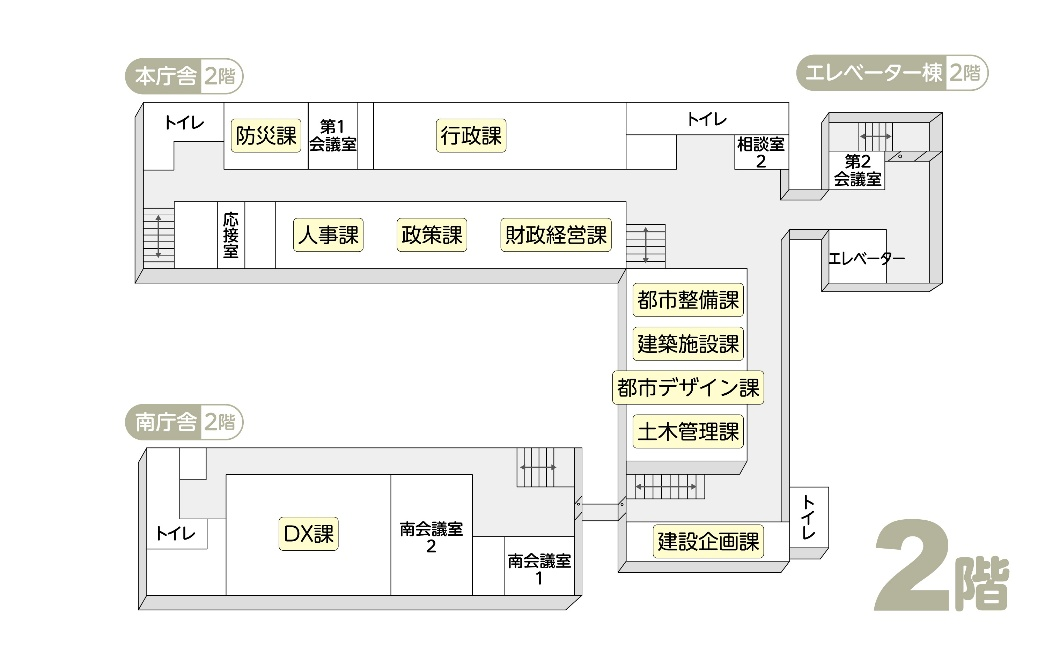 本庁舎 2階
エレベーター棟 2階
トイレ
防災課
第1
会議室
行政課
トイレ
相談室
2
第2
会議室
応接室
人事課
政策課
財政経営課
エレベーター
都市整備課
建築施設課
都市デザイン課
土木管理課
南庁舎 2階
トイレ
DX課
南会議室
2
南会議室
1
建設企画課
トイレ
2階